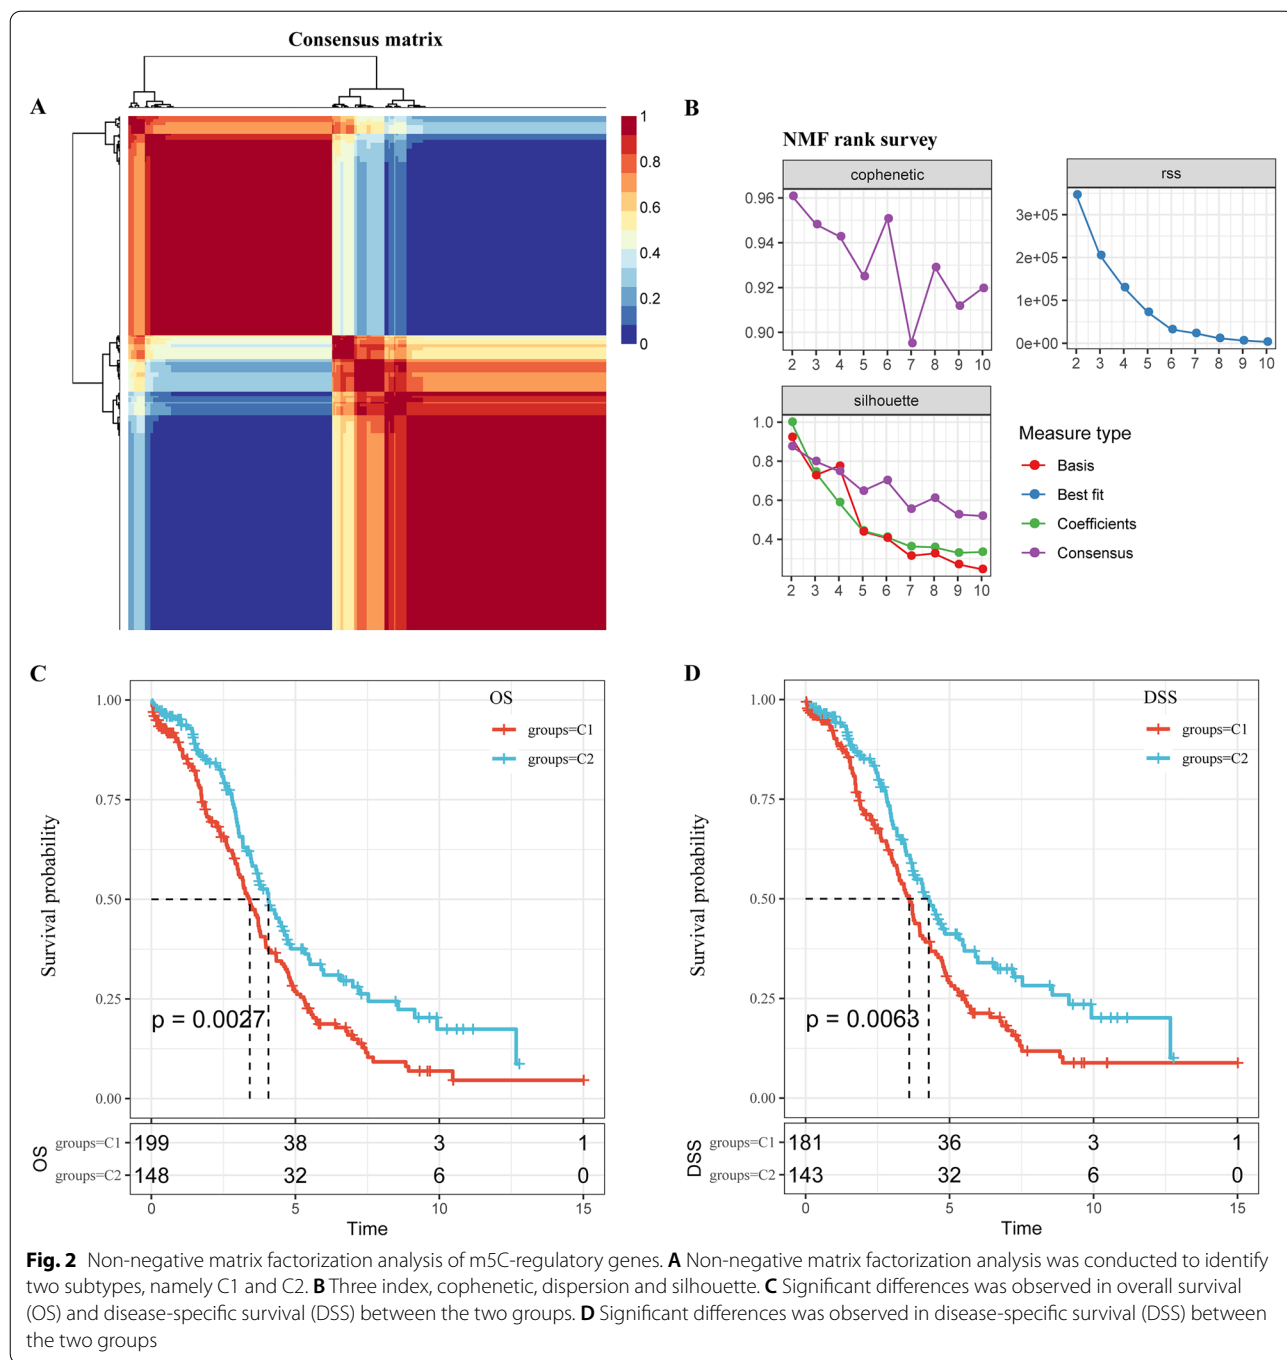 Consensus matrix
A
1
0.8
0.6
0.4
0.2
0
B
NMF rank survey
cophenetic
0.96
0.94
0.92
0.90
2 3 4 5 6 7 8 9 10
rss
3e+05
2e+05
1e+05
0e+00
2 3 4 5 6 7 8 9 10
silhouette
1.0
0.8
0.6
0.4
2 3 4 5 6 7 8 9 10
Measure type
Basis
Best fit
Coefficients
Consensus
C
OS
groups=C1
groups=C2
Survival probability
1.00
0.75
0.50
0.25
0.00
p = 0.0027
OS
groups=C1 199 38 3 1
groups=C2 148 32 6 0
0 5 10 15
Time
D
DSS
groups=C1
groups=C2
Survival probability
1.00
0.75
0.50
0.25
0.00
p = 0.0063
DSS
groups=C1 181 36 3 1
groups=C2 143 32 6 0
0 5 10 15
Time
Fig. 2 Non-negative matrix factorization analysis of m5C-regulatory genes. A Non-negative matrix factorization analysis was conducted to identify
two subtypes, namely C1 and C2. B Three index, cophenetic, dispersion and silhouette. C Significant differences was observed in overall survival
(OS) and disease-specific survival (DSS) between the two groups. D Significant differences was observed in disease-specific survival (DSS) between
the two groups